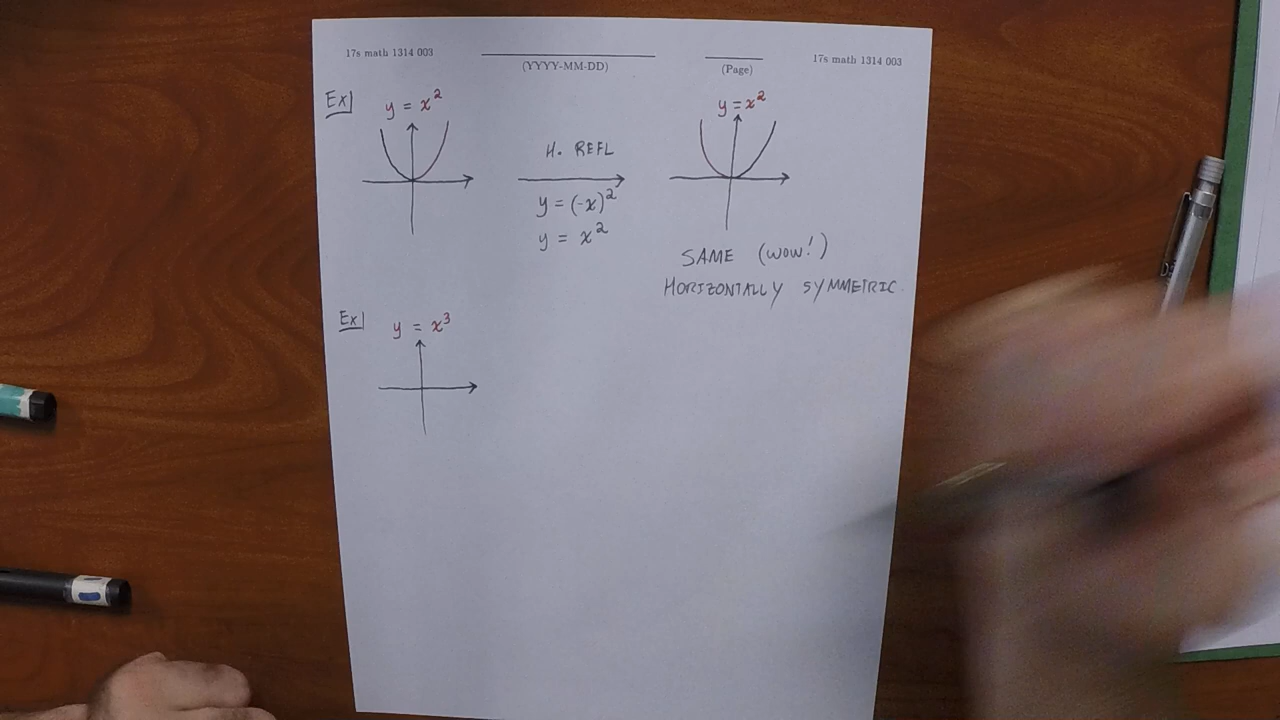 17s math 1314 003
(YYYY-MM-DD)
(Page)
17s math 1314 003
Ex|
y = x²
H. REFL
y = (-x)²
y = x²
y = x²
SAME (WOW!)
HORIZONTALLY SYMMETRIC
Ex|
y = x³